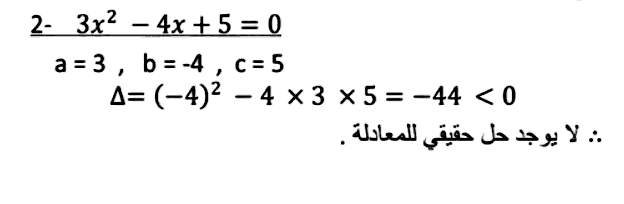 2- 3x² – 4x + 5 = 0
a = 3 , b = -4 , c = 5
Δ= (−4)² − 4 × 3 × 5 = −44 < 0
∴ لا يوجد حل حقيقي للمعادلة .